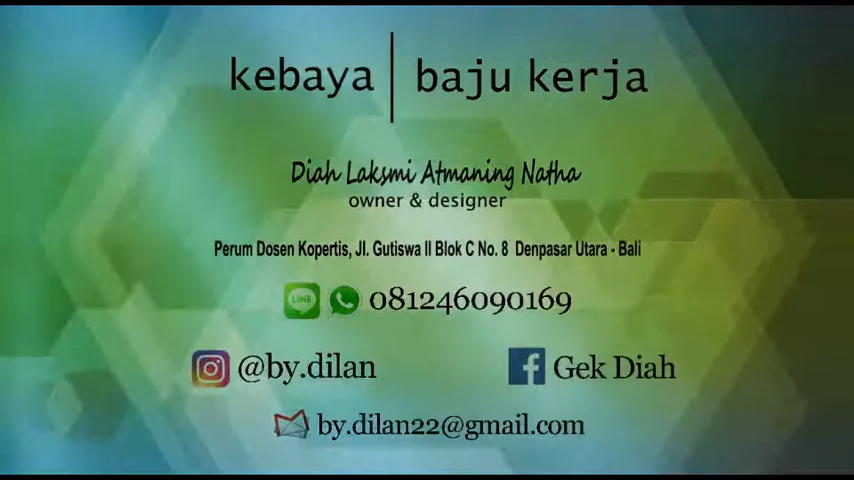 kebaya | baju kerja
Diah Laksmi Atmaning Natha
owner & designer
Perum Dosen Kopertis, Jl. Gutiswa II Blok C No. 8 Denpasar Utara - Bali
LINE 081246090169
@by.dilan Gek Diah
by.dilan22@gmail.com